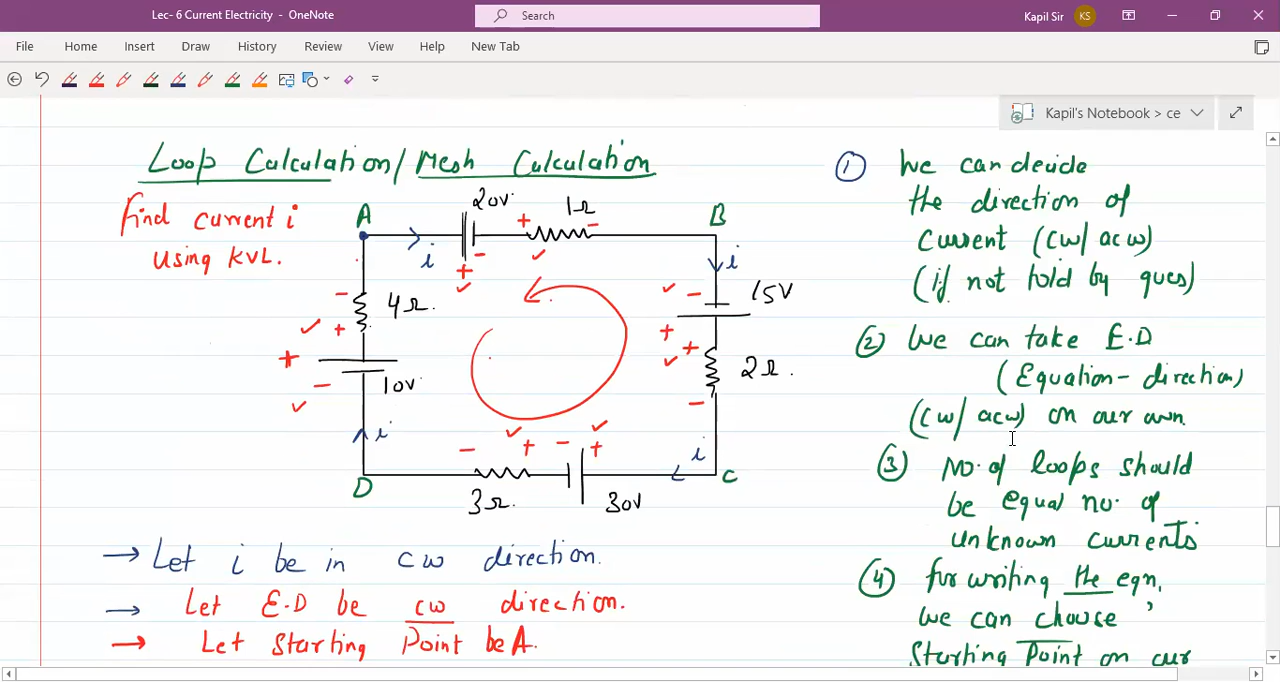 Lec- 6 Current Electricity - OneNote
Search
Kapil Sir
KS
File Home Insert Draw History Review View Help New Tab
Kapil's Notebook > ce
Loop Calculation/Mesh Calculation
Find current i
using KVL.
A
20V
+
-
+
1Ω
-
B
i
i
-
4Ω
+
+
-
10V
-
15V
+
+
2Ω
-
i
-
+
-
+
i
D
3Ω
30V
C
→ Let i be in cw direction.
→ Let E.D be cw direction.
→ Let Starting Point be A.
① We can decide
the direction of
current (cw/acw)
(if not told by ques)
② We can take E.D
(Equation-direction)
(cw/acw) on our own
③ No. of loops should
be equal no. of
unknown currents
④ for writing the eqn,
we can choose
Starting Point on our